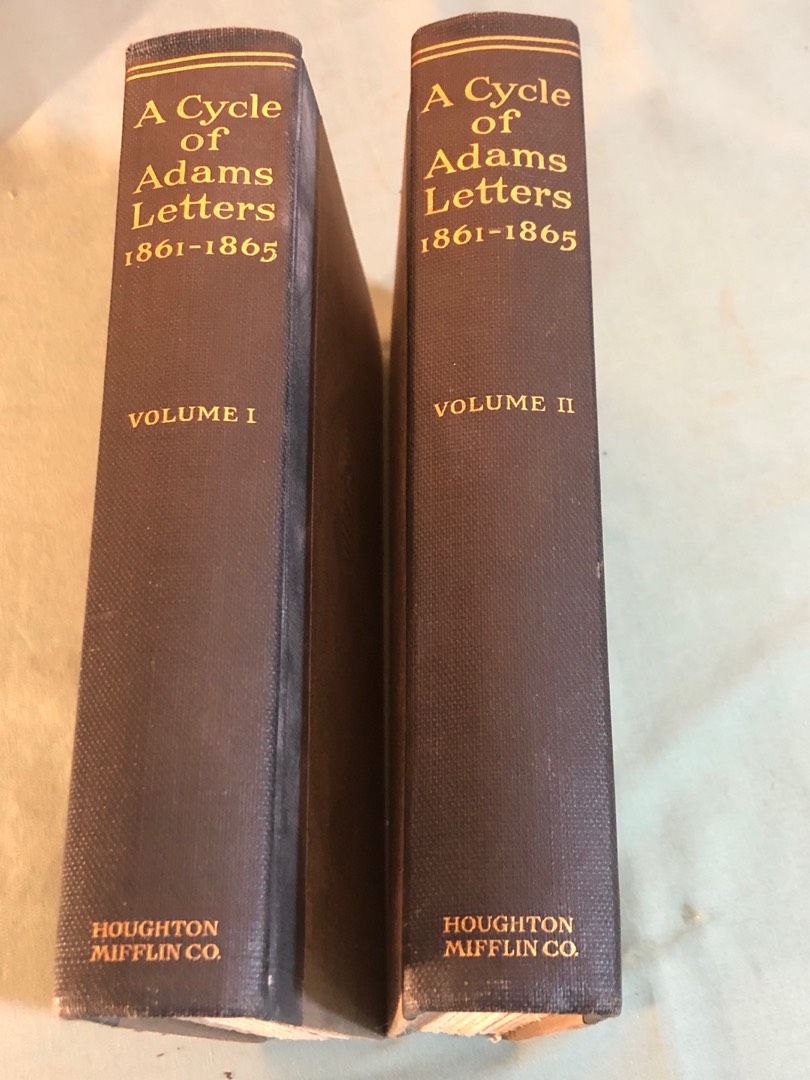 A Cycle
of
Adams
Letters
1861-1865
VOLUME I
HOUGHTON
MIFFLIN CO.
A Cycle
of
Adams
Letters
1861-1865
VOLUME II
HOUGHTON
MIFFLIN CO.